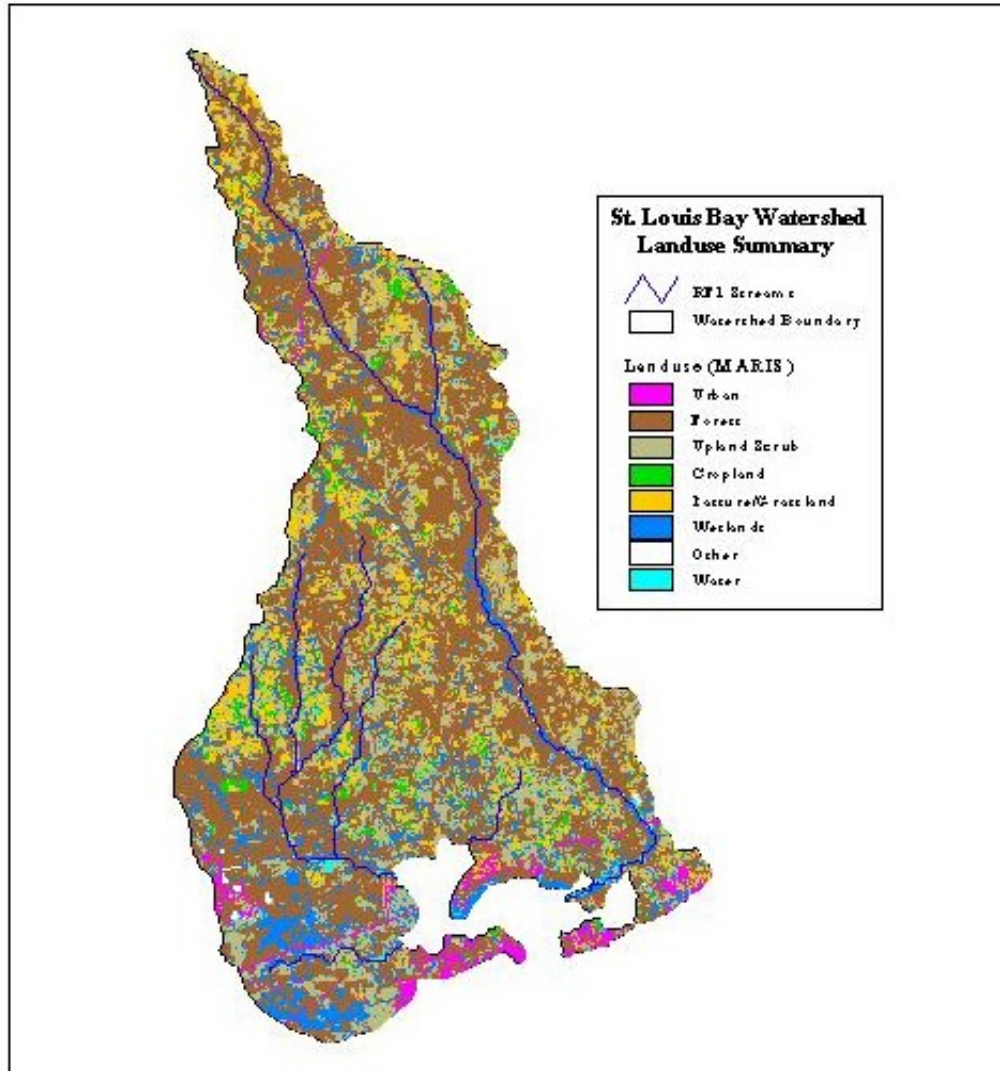 St. Louis Bay Watershed
Landuse Summary
RF1 Streams
Watershed Boundary
Landuse (MARIS)
Urban
Forest
Upland Scrub
Cropland
Pasture/Grassland
Wetlands
Other
Water